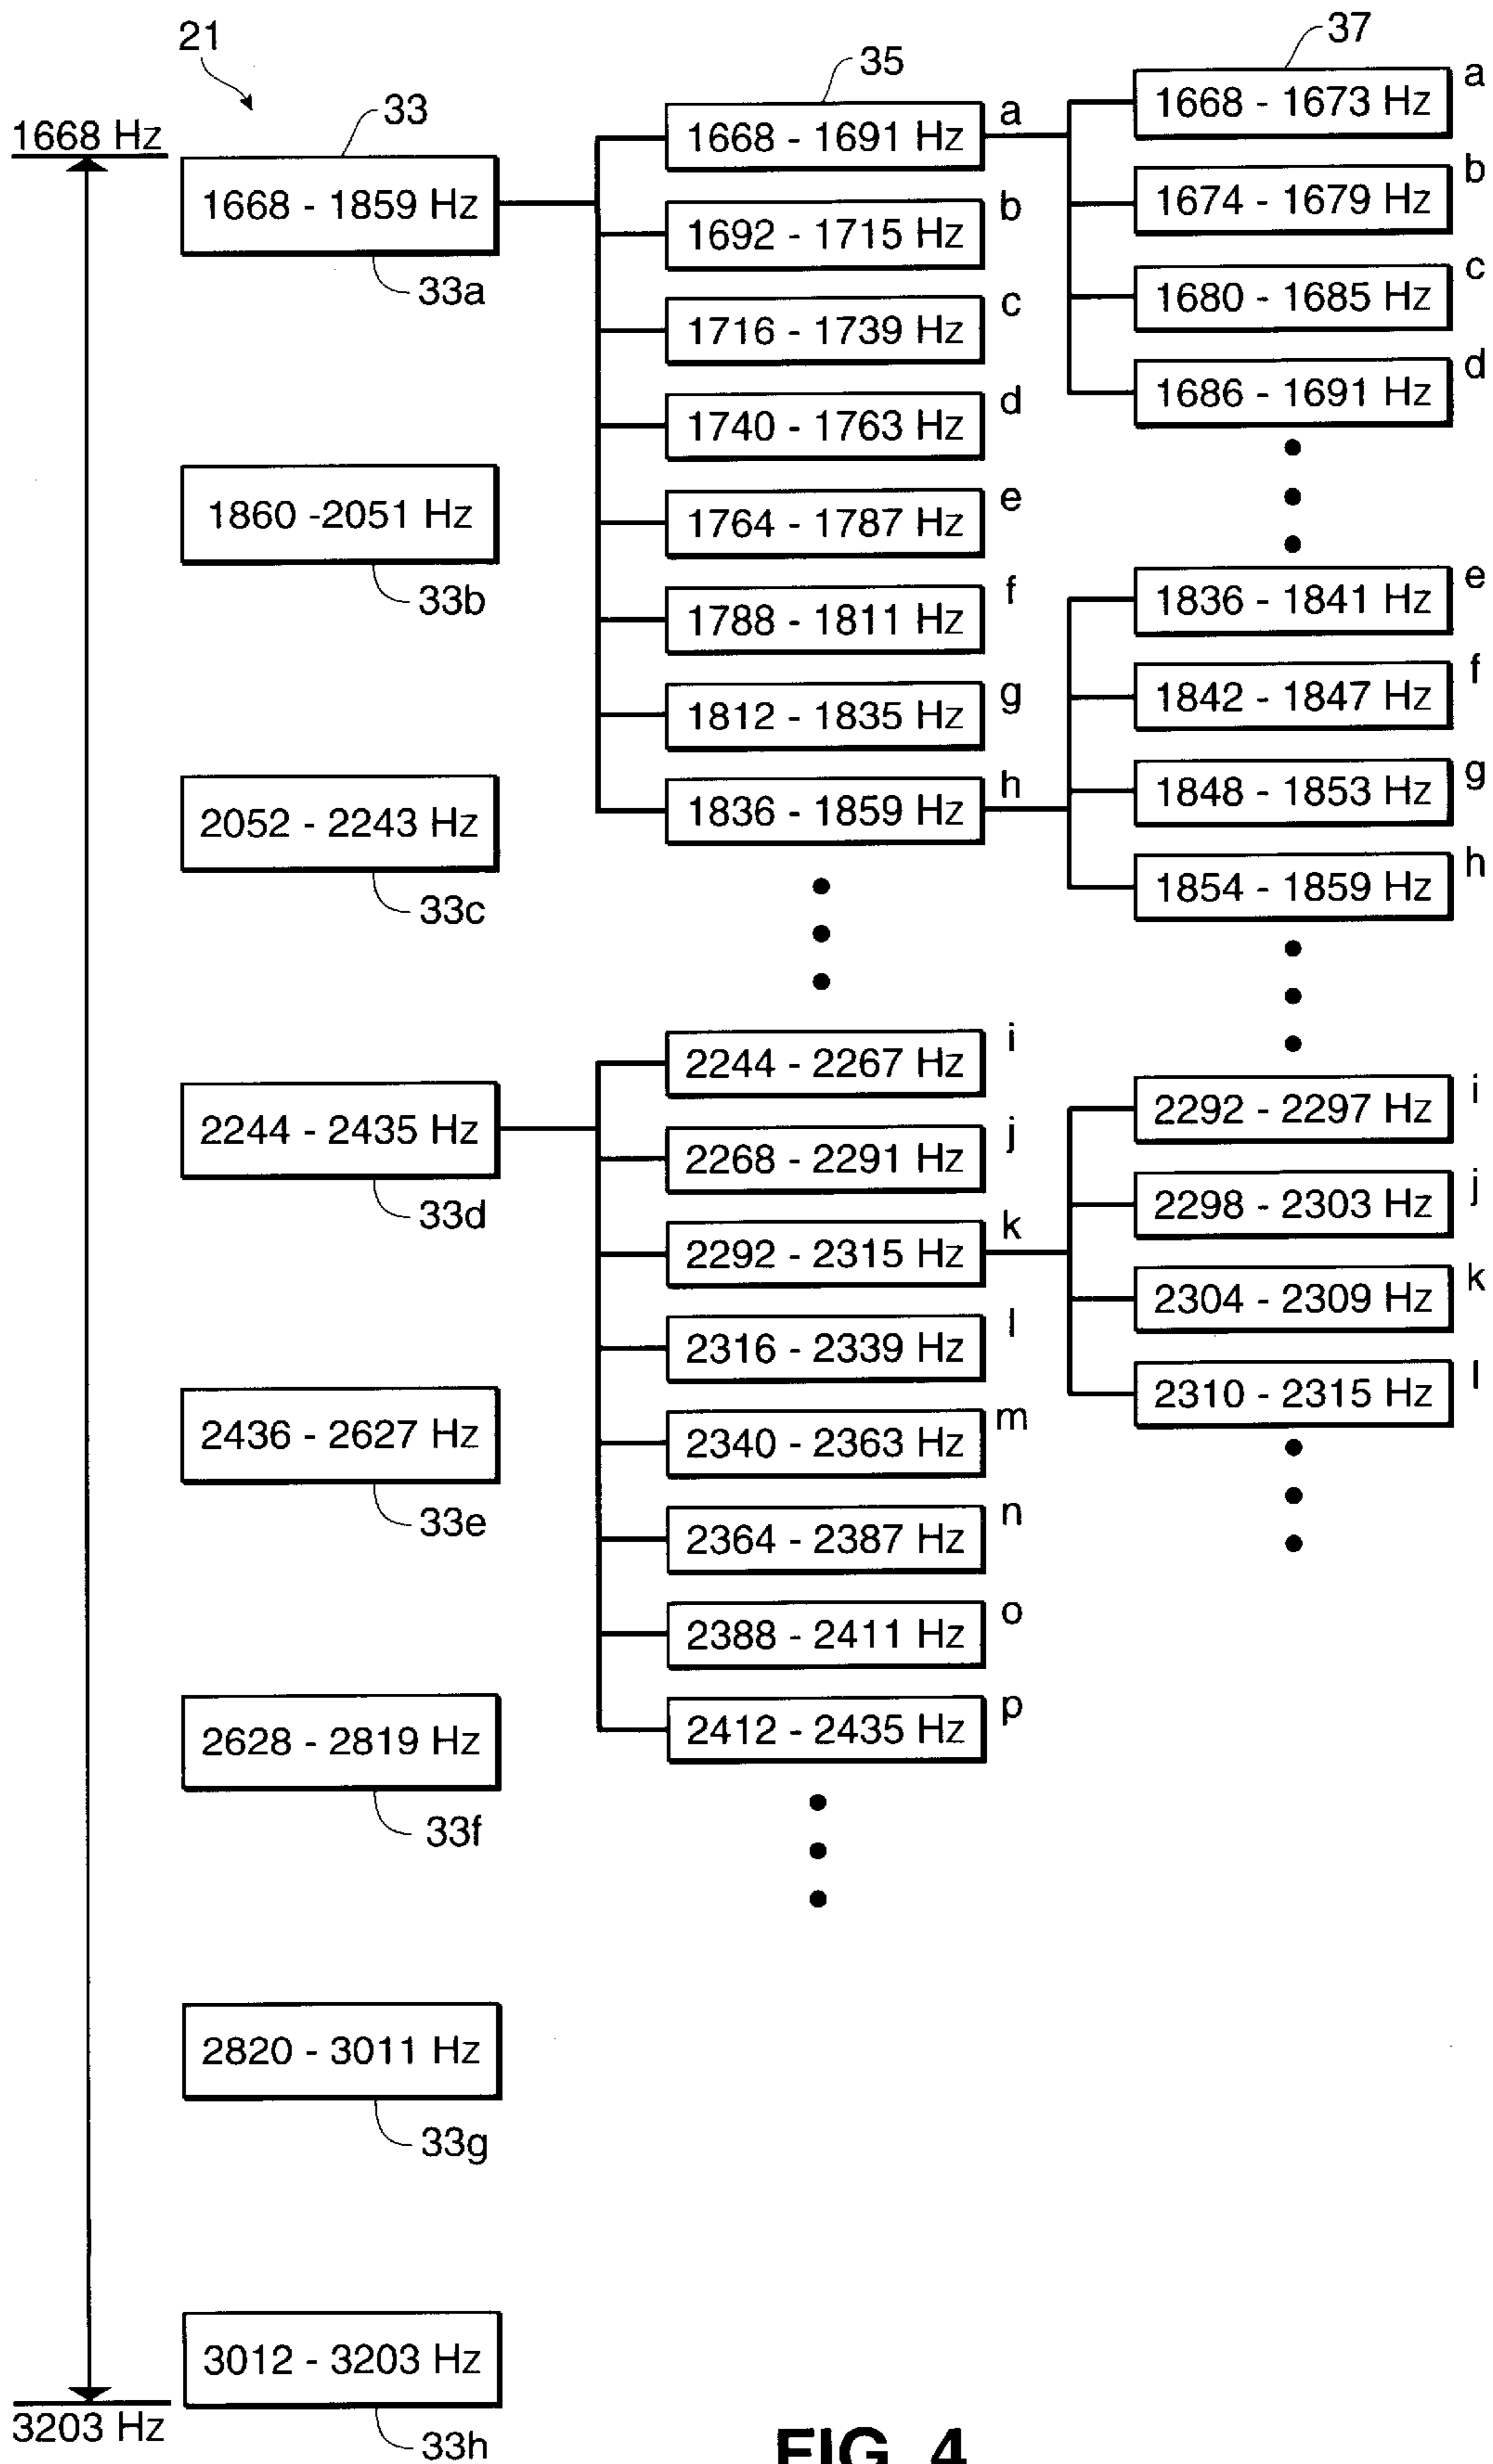 21
1668 Hz
33
1668 - 1859 Hz
33a
1860 -2051 Hz
33b
2052 - 2243 Hz
33c
2244 - 2435 Hz
33d
2436 - 2627 Hz
33e
2628 - 2819 Hz
33f
2820 - 3011 Hz
33g
3012 - 3203 Hz
33h
3203 Hz
35
1668 - 1691 Hz a
1692 - 1715 Hz b
1716 - 1739 Hz c
1740 - 1763 Hz d
1764 - 1787 Hz e
1788 - 1811 Hz f
1812 - 1835 Hz g
1836 - 1859 Hz h
2244 - 2267 Hz i
2268 - 2291 Hz j
2292 - 2315 Hz k
2316 - 2339 Hz l
2340 - 2363 Hz m
2364 - 2387 Hz n
2388 - 2411 Hz o
2412 - 2435 Hz p
37
1668 - 1673 Hz a
1674 - 1679 Hz b
1680 - 1685 Hz c
1686 - 1691 Hz d
1836 - 1841 Hz e
1842 - 1847 Hz f
1848 - 1853 Hz g
1854 - 1859 Hz h
2292 - 2297 Hz i
2298 - 2303 Hz j
2304 - 2309 Hz k
2310 - 2315 Hz l
FIG. 4